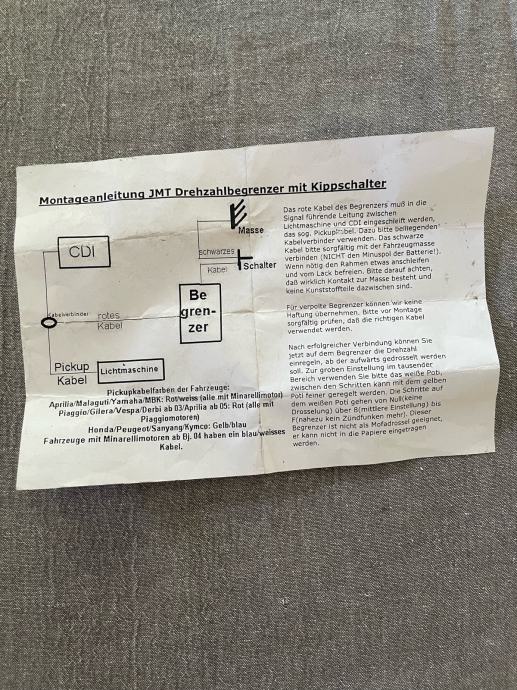 Montageanleitung JMT Drehzahlbegrenzer mit Kippschalter
CDI
Masse
schwarzes
Kabel
Schalter
Be
gren-
zer
Kabelverbinder
rotes
Kabel
Pickup
Kabel
Lichtmaschine
Pickupkabelfarben der Fahrzeuge:
Aprilia/Malaguti/Yamaha/MBK: Rot/weiss (alle mit Minarellimotor)
Piaggio/Gilera/Vespa/Derbi ab 03/Aprilia ab 05: Rot (alle mit
Piaggiomotoren)
Honda/Peugeot/Sanyang/Kymco: Gelb/blau
Fahrzeuge mit Minarellimotoren ab Bj. 04 haben ein blau/weisses
Kabel.
Das rote Kabel des Begrenzers muß in die
Signal führende Leitung zwischen
Lichtmaschine und CDI eingeschleift werden,
das sog. Pickupkabel. Dazu bitte beiliegenden
Kabelverbinder verwenden. Das schwarze
Kabel bitte sorgfältig mit der Fahrzeugmasse
verbinden (NICHT den Minuspol der Batterie!).
Wenn nötig den Rahmen etwas anschleifen
und vom Lack befreien. Bitte darauf achten,
daß wirklich Kontakt zur Masse besteht und
keine Kunststoffteile dazwischen sind.
Für verpolte Begrenzer können wir keine
Haftung übernehmen. Bitte vor Montage
sorgfältig prüfen, daß die richtigen Kabel
verwendet werden.
Nach erfolgreicher Verbindung können Sie
jetzt auf dem Begrenzer die Drehzahl
einregeln, ab der aufwärts gedrosselt werden
soll. Zur groben Einstellung im tausender
Bereich verwenden Sie bitte das weiße Poti,
zwischen den Schritten kann mit dem gelben
Poti feiner geregelt werden. Die Schritte auf
dem weißen Poti gehen von Null(keine
Drosselung) über B(mittlere Einstellung) bis
F(nahezu kein Zündfunken mehr). Dieser
Begrenzer ist nicht als Mofadrossel geeignet,
er kann nicht in die Papiere eingetragen
werden.